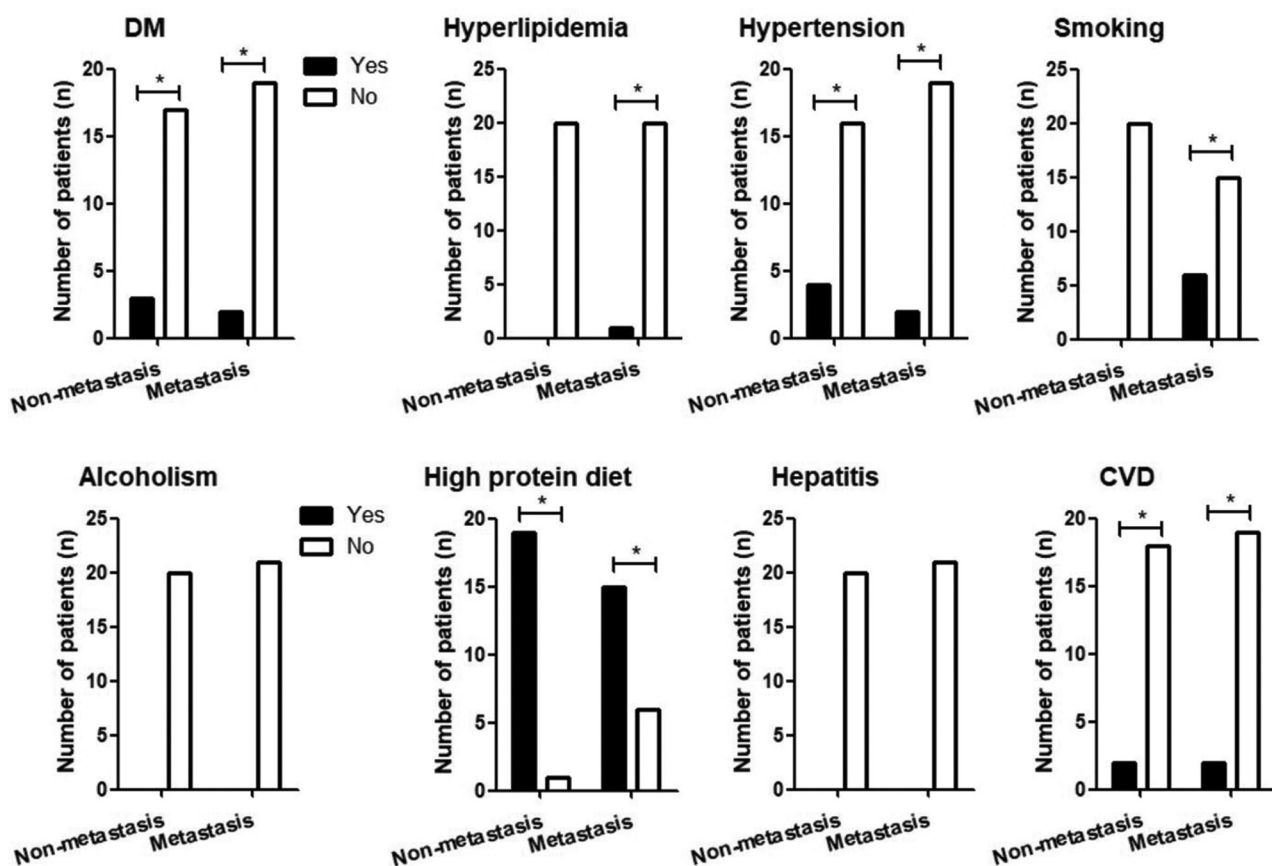 DM
Hyperlipidemia
Hypertension
Smoking
Number of patients (n)
20
15
10
5
0
*
*
Non-metastasis
Metastasis
Yes
No
Number of patients (n)
25
20
15
10
5
0
*
Non-metastasis
Metastasis
Number of patients (n)
20
15
10
5
0
*
*
Non-metastasis
Metastasis
Number of patients (n)
25
20
15
10
5
0
*
Non-metastasis
Metastasis
Alcoholism
High protein diet
Hepatitis
CVD
Number of patients (n)
25
20
15
10
5
0
Non-metastasis
Metastasis
Yes
No
Number of patients (n)
20
15
10
5
0
*
*
Non-metastasis
Metastasis
Number of patients (n)
25
20
15
10
5
0
Non-metastasis
Metastasis
Number of patients (n)
20
15
10
5
0
*
*
Non-metastasis
Metastasis